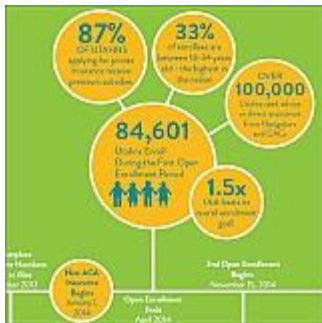 87%
OF UTAHNS
applying for private
insurance receive
premium subsidies
33%
of enrollees are
between 18-34 years
old - the highest in
the nation
OVER
100,000
Utahns
advice
or direct assistance
from Navigators
and CACs
84,601
Utahns Enroll
During the First Open
Enrollment Period
1.5x
Utah beats its
overall enrollment
goal
New ACA
Insurance
Begins
January 1,
2014
Open Enrollment
Ends
April 2014
2nd Open Enrollment
Begins
November 15, 2014
2013